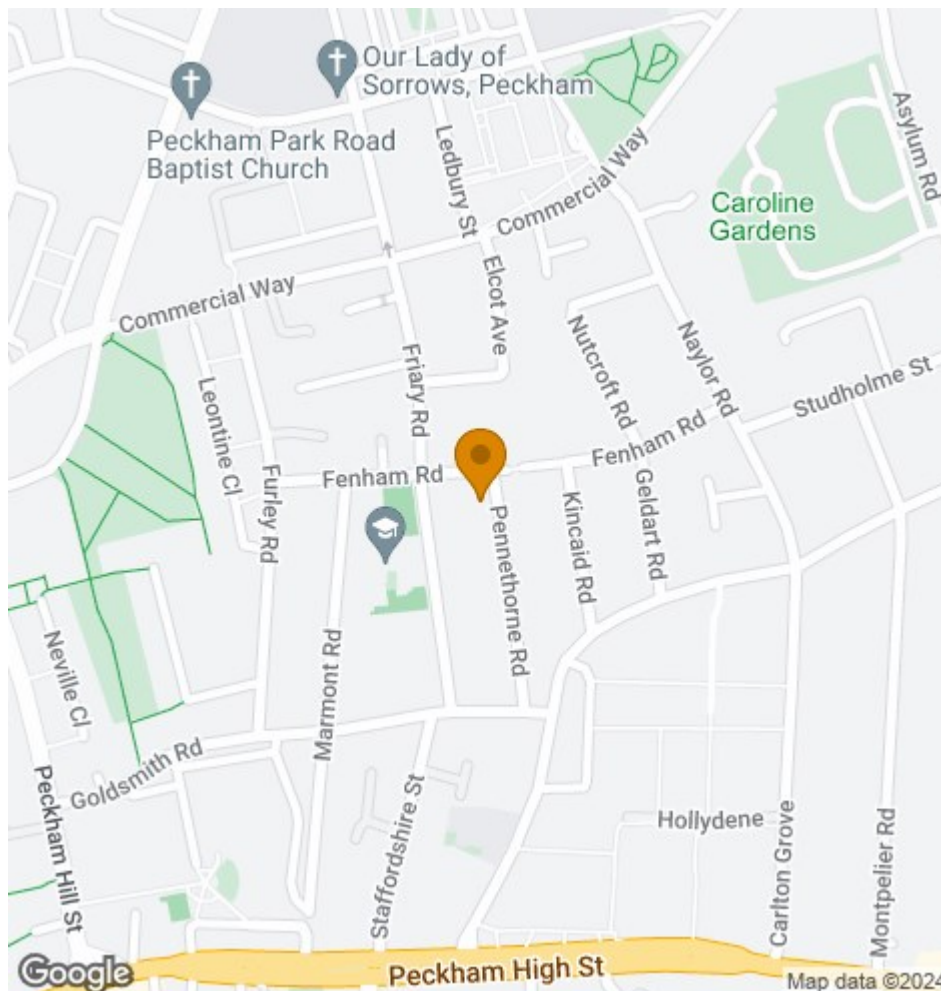 Our Lady of
Sorrows, Peckham
Peckham Park Road
Baptist Church
Ledbury St
Asylum Rd
Commercial Way
Caroline
Gardens
Elcot Ave
Commercial Way
Nutcroft Rd
Naylor Rd
Friary Rd
Leontine Cl
Studholme St
Fenham Rd
Fenham Rd
Furley Rd
Geldart Rd
Kincaid Rd
Pennethorne Rd
Marmont Rd
Neville Cl
Goldsmith Rd
Peckham Hill St
Staffordshire St
Hollydene
Carlton Grove
Montpelier Rd
Google
Peckham High St
Map data ©2024